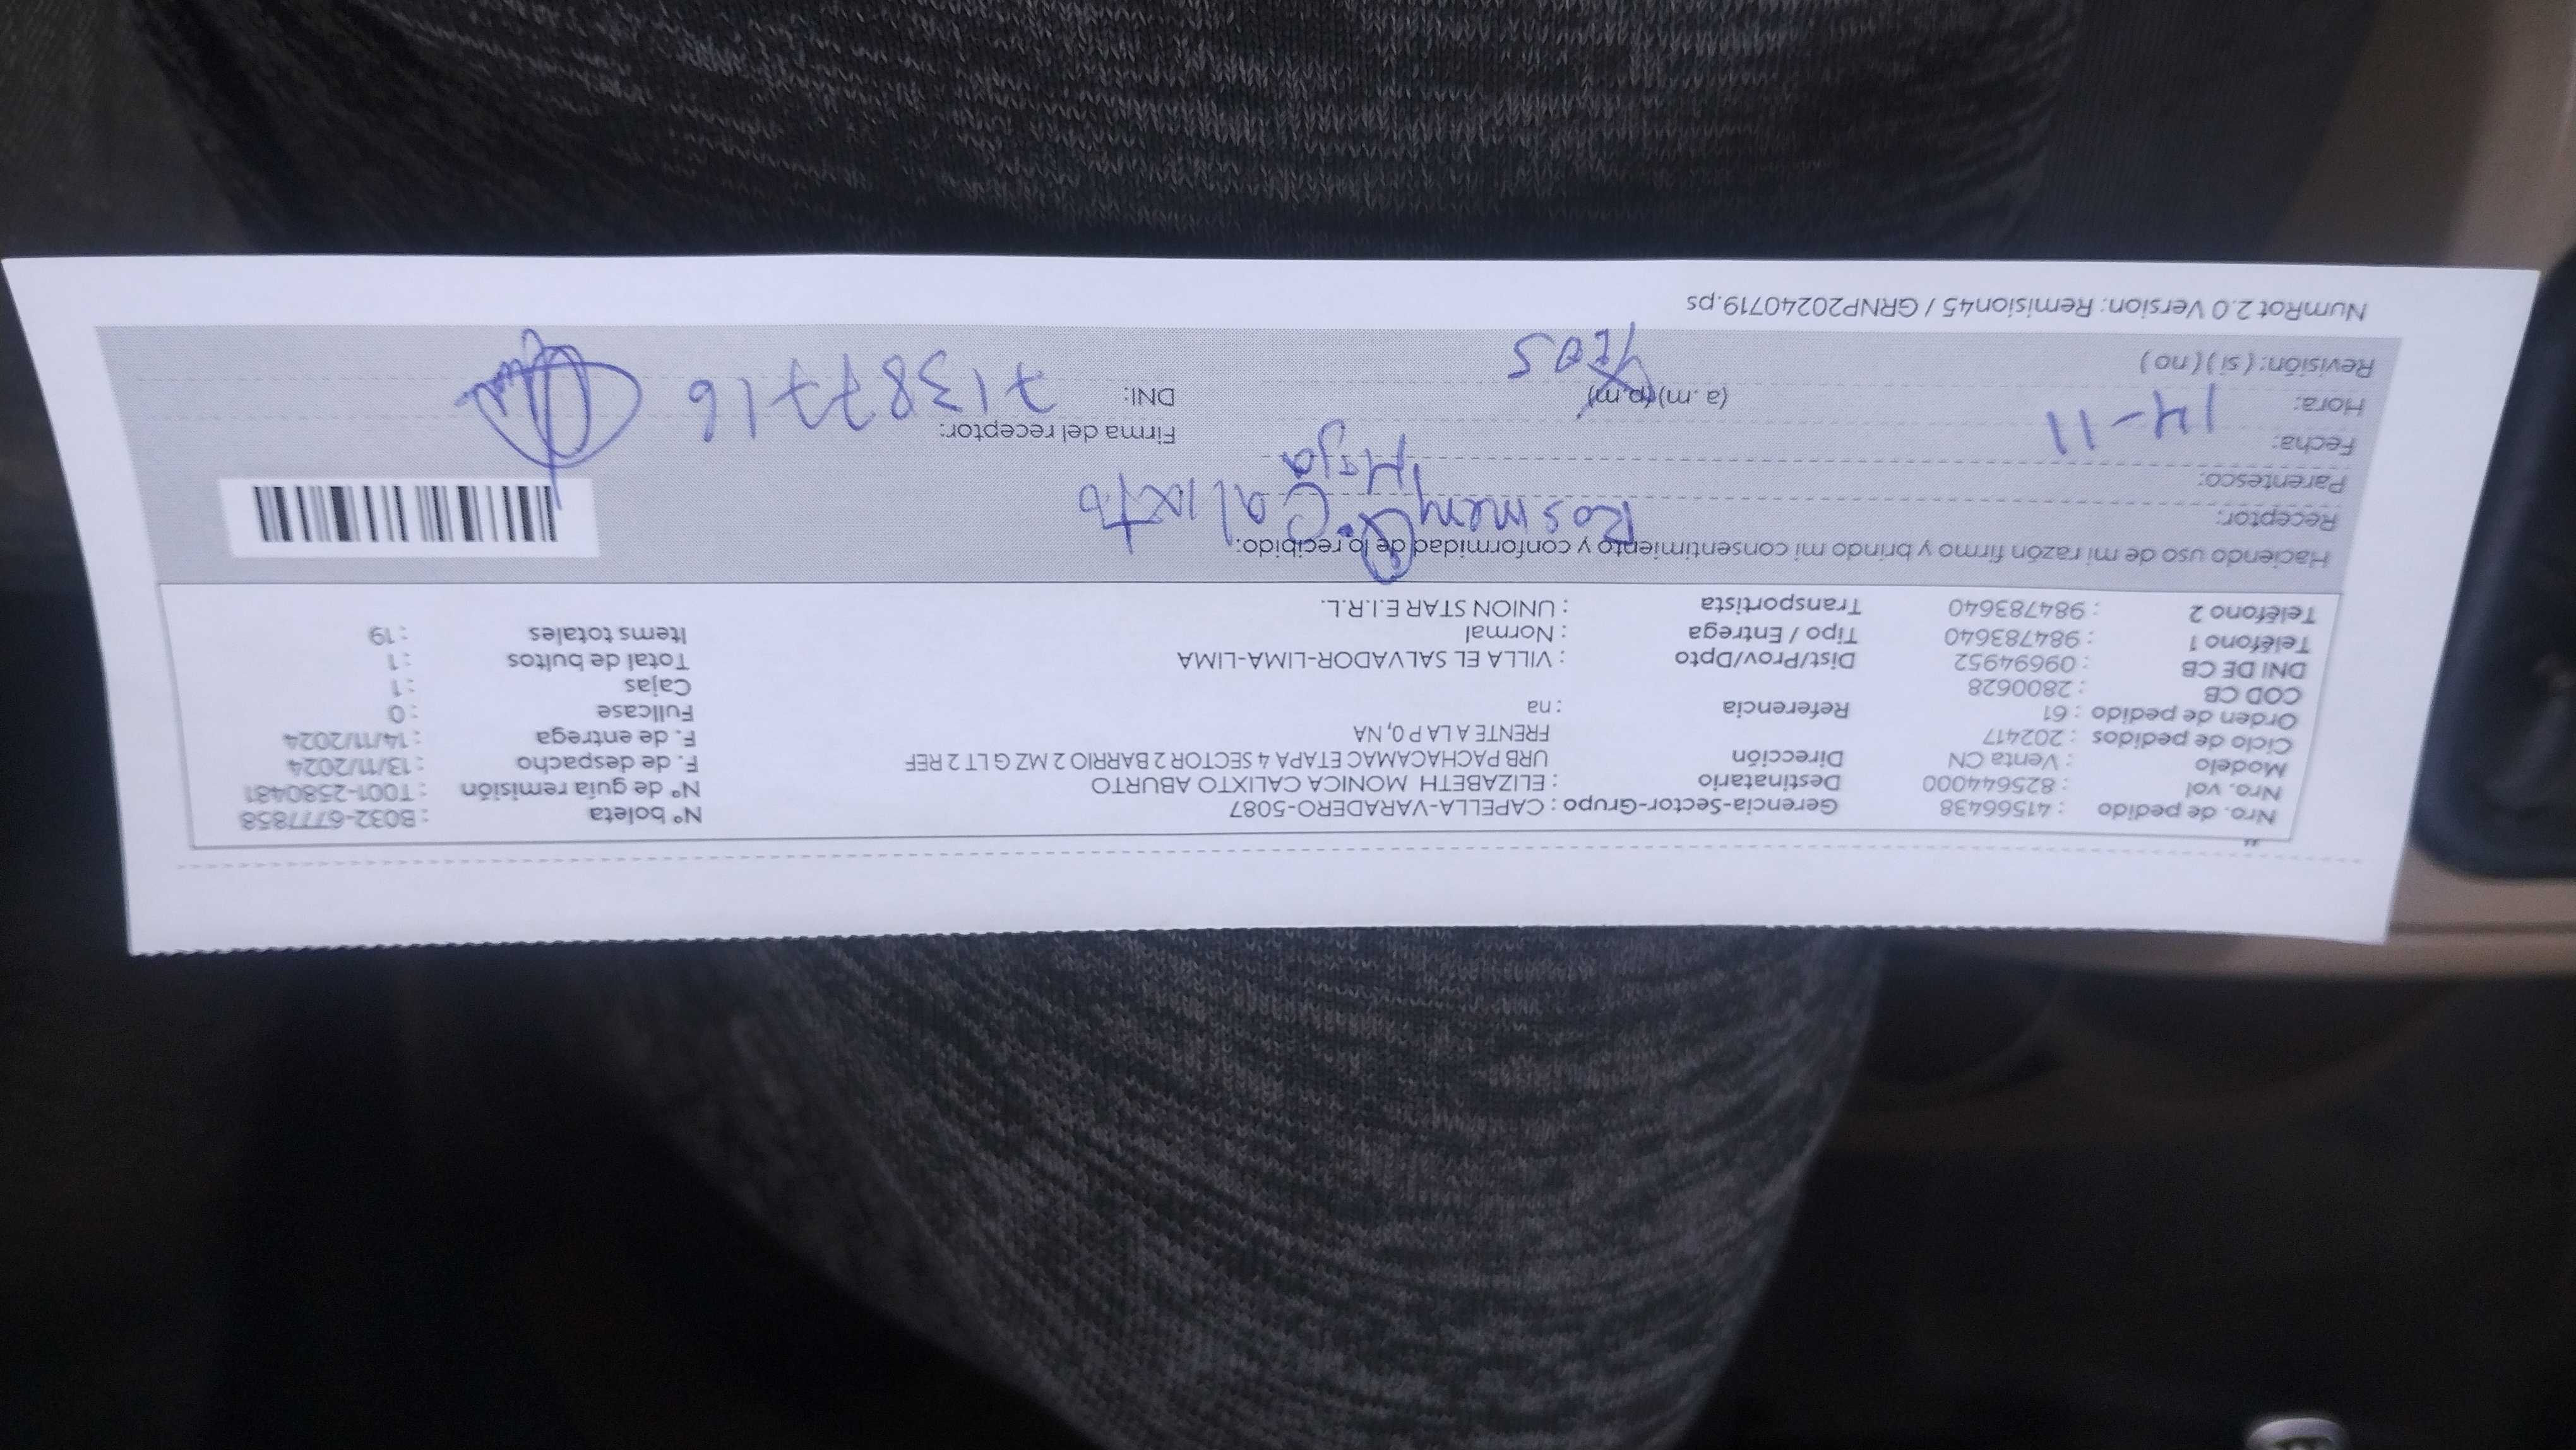 Nro. de pedido : 41566438 Gerencia-Sector-Grupo : CAPELLA-VARADERO-5087 N° boleta : B032-6777858
Nro. vol : 825644000 Destinatario : ELIZABETH MONICA CALIXTO ABURTO N° de guía remisión : T001-2580481
Modelo : Venta CN Dirección URB PACHACAMAC ETAPA 4 SECTOR 2 BARRIO 2 MZ G LT 2 REF F. de despacho : 13/11/2024
Ciclo de pedidos : 202417 FRENTE A LA P 0, NA F. de entrega : 14/11/2024
Orden de pedido : 61 Referencia : na Fullcase : 0
COD CB : 2800628 Cajas : 1
DNI DE CB : 09694952 Dist/Prov/Dpto : VILLA EL SALVADOR-LIMA-LIMA Total de bultos : 1
Teléfono 1 : 984783640 Tipo / Entrega : Normal Items totales : 19
Teléfono 2 : 984783640 Transportista : UNION STAR E.I.R.L.
Haciendo uso de mi razón firmo y brindo mi consentimiento y conformidad de lo recibido:
Receptor: Rosmery Calixto
Parentesco: Hija
Fecha: 14-11 Firma del receptor:
Hora: (a.m)(p.m) DNI: 71387716
Revisión: ( si ) ( no )
NumRot 2.0 Version: Remision45 / GRNP20240719.ps